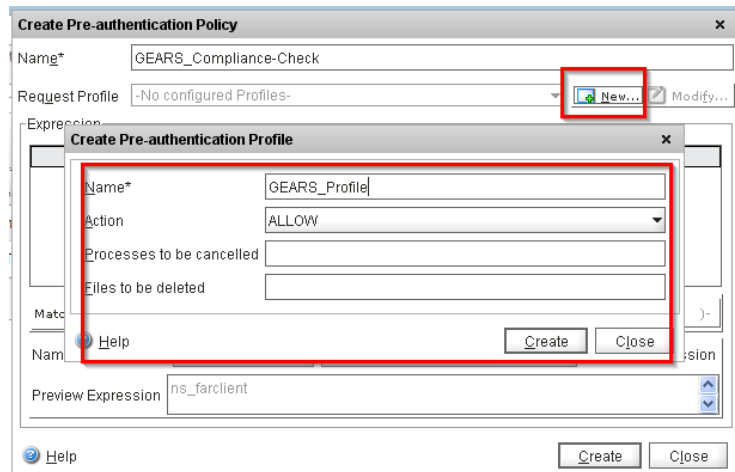 Create Pre-authentication Policy ×
Name* GEARS_Compliance-Check
Request Profile -No configured Profiles- New... Modify...
Expression
Create Pre-authentication Profile ×
Name* GEARS_Profile
Action ALLOW
Processes to be cancelled
Files to be deleted
Help Create Close
Preview Expression ns_farclient
Help Create Close